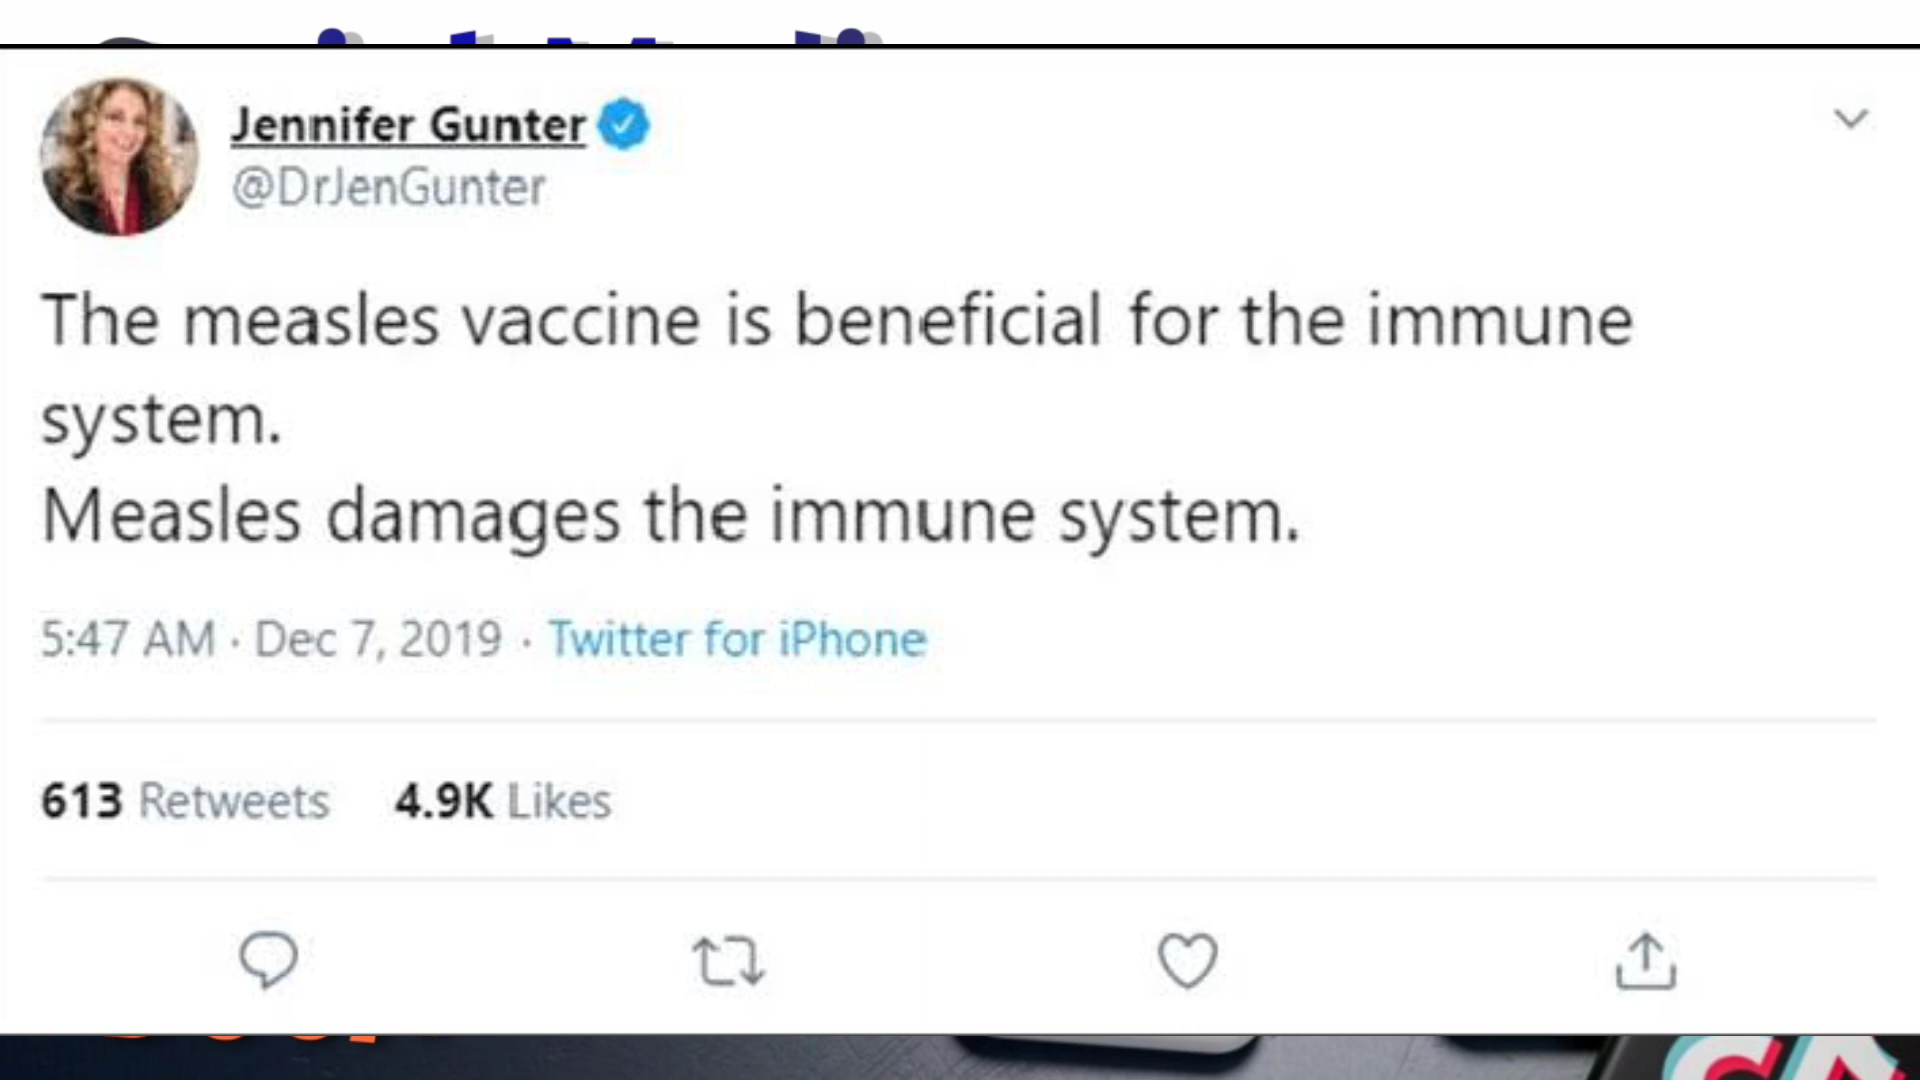 Jennifer Gunter
@DrJenGunter
The measles vaccine is beneficial for the immune
system.
Measles damages the immune system.
5:47 AM · Dec 7, 2019 · Twitter for iPhone
613 Retweets 4.9K Likes